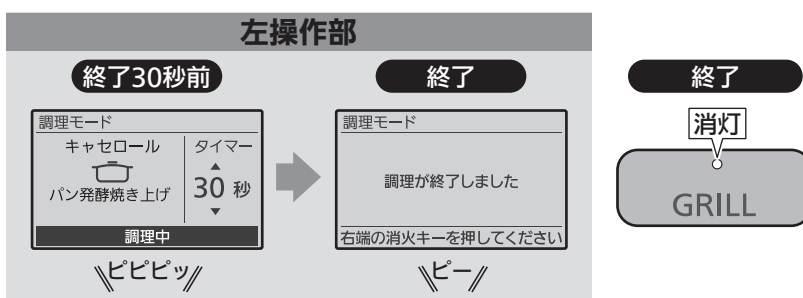 左操作部
終了30秒前
調理モード
キャセロール
パン発酵焼き上げ
タイマー
30 秒
調理中
ピピピッ
終了
調理モード
調理が終了しました
右端の消火キーを押してください
ピー
終了
消灯
GRILL